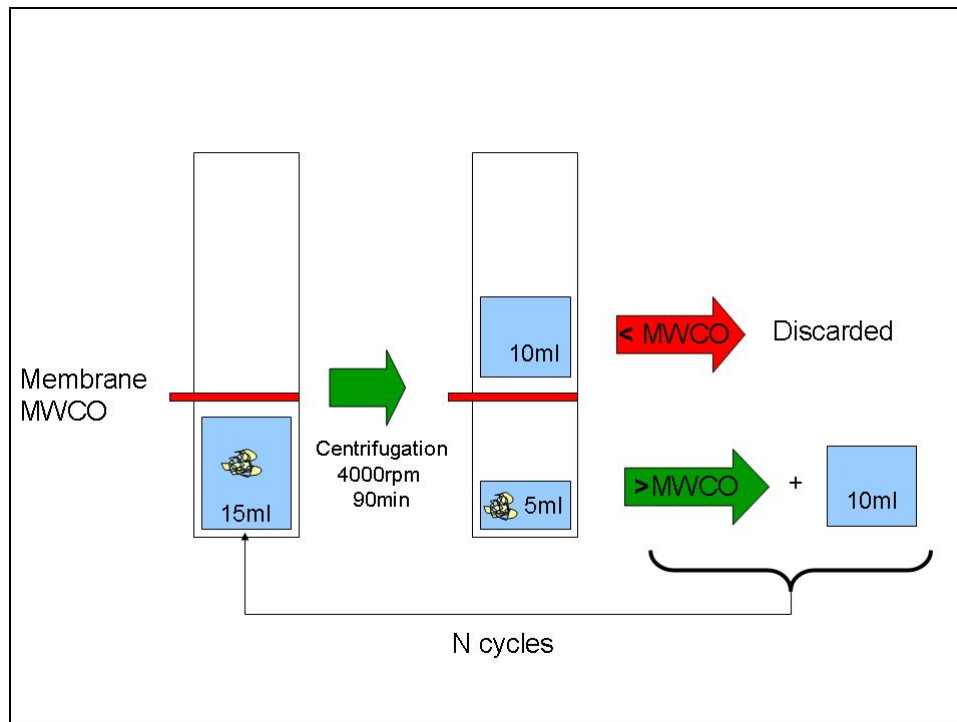 10ml
< MWCO
Discarded
Membrane
MWCO
Centrifugation
4000rpm
90min
15ml
5ml
>MWCO
+
10ml
N cycles